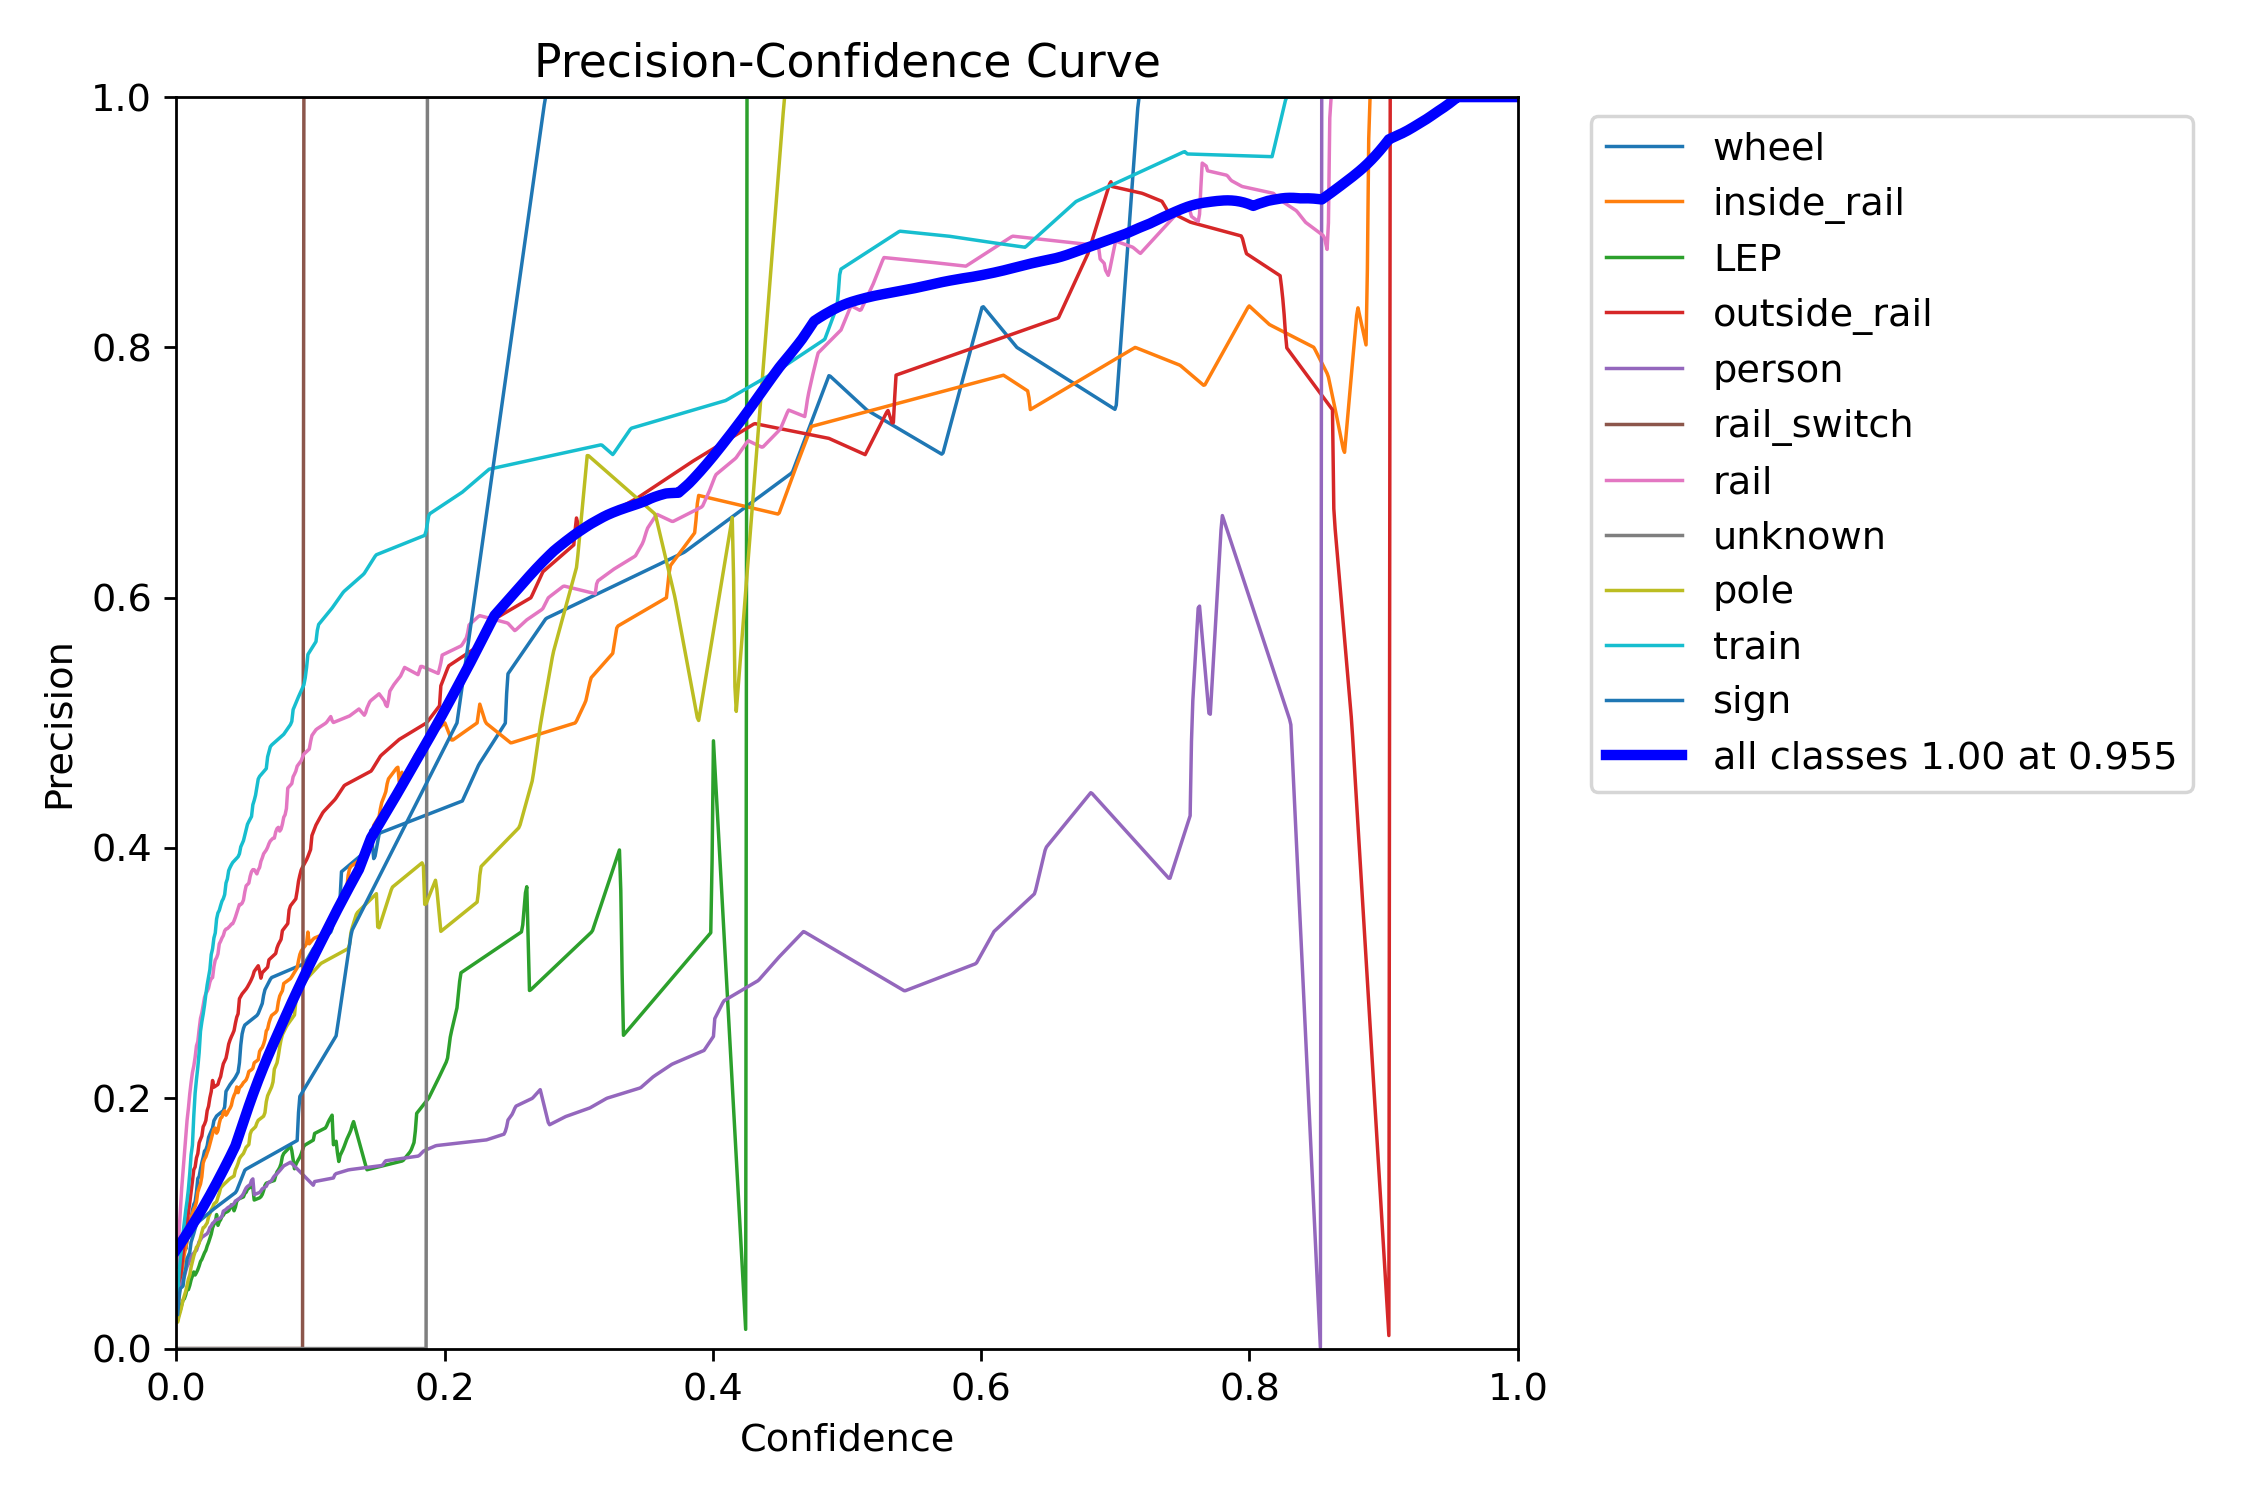 Precision-Confidence Curve
1.0
0.8
0.6
0.4
0.2
0.0
Precision
0.0 0.2 0.4 0.6 0.8 1.0
Confidence
wheel
inside_rail
LEP
outside_rail
person
rail_switch
rail
unknown
pole
train
sign
all classes 1.00 at 0.955